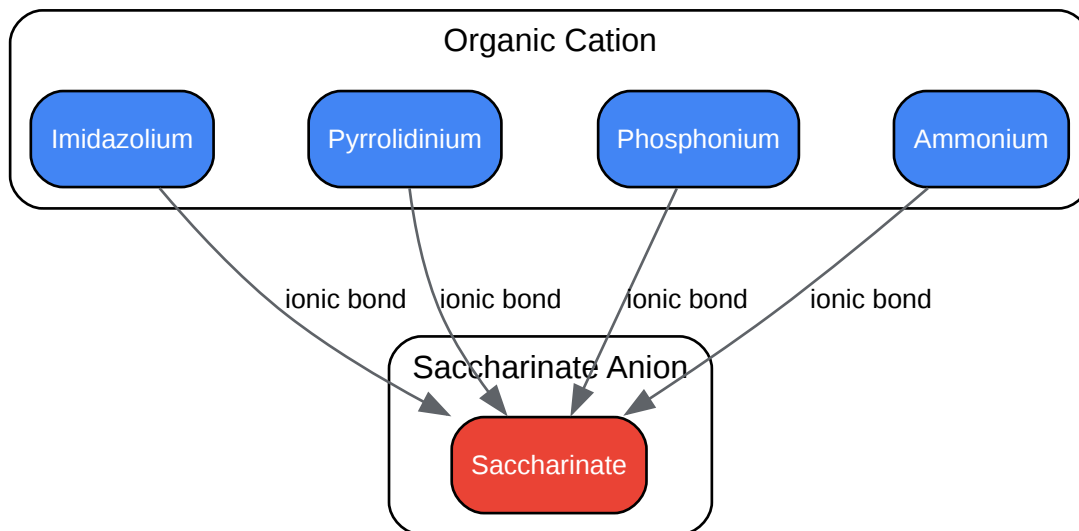 Organic Cation
Imidazolium
Pyrrolidinium
Phosphonium
Ammonium
ionic bond
ionic bond
ionic bond
ionic bond
Saccharinate Anion
Saccharinate